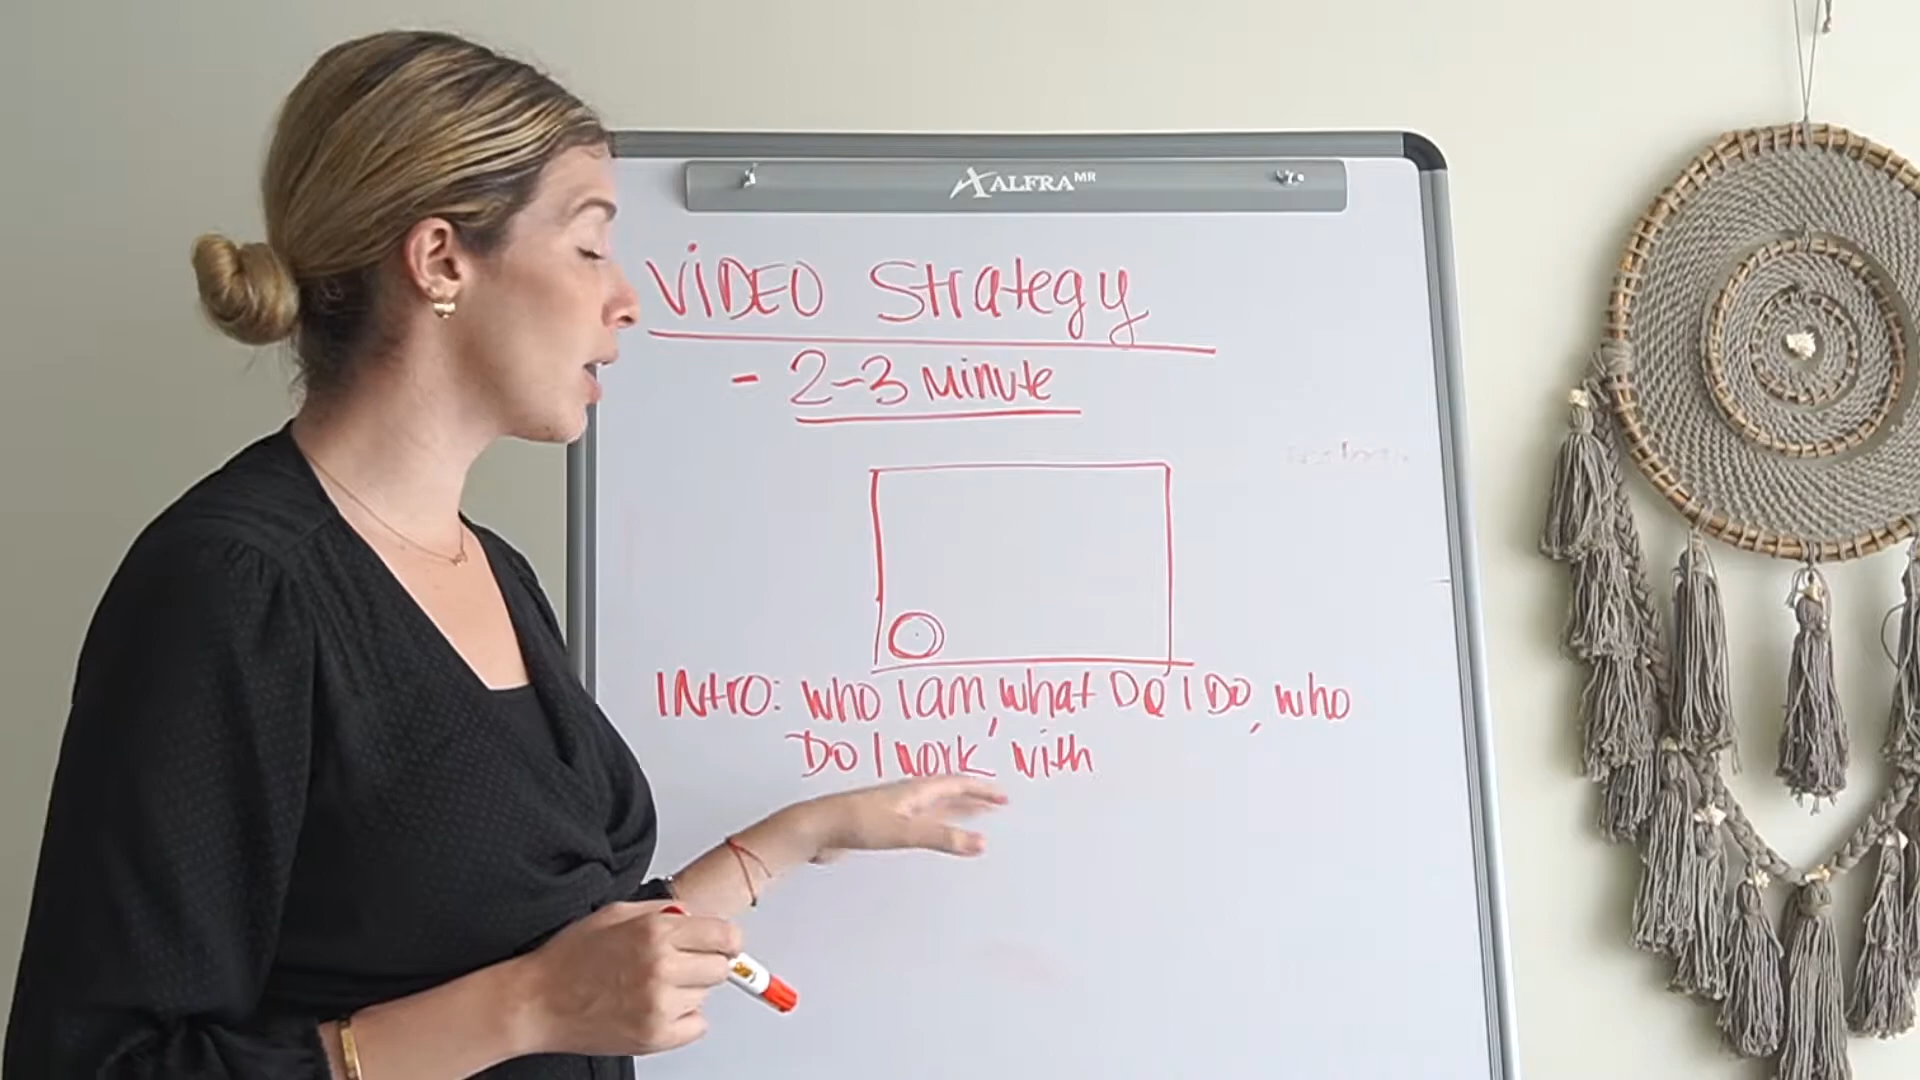 ALFRA MR
VIDEO Strategy
- 2-3 Minute
INtrO: who I am, what DO I DO, who
DO I work with